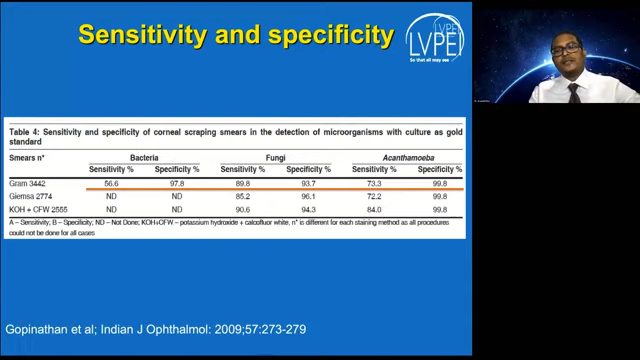 Sensitivity and specificity
LVPEI
So that all may see
Table 4: Sensitivity and specificity of corneal scraping smears in the detection of microorganisms with culture as gold
standard
Smears n* Bacteria Fungi Acanthamoeba
Sensitivity % Specificity % Sensitivity % Specificity % Sensitivity % Specificity %
Gram 3442 56.6 97.8 89.8 93.7 73.3 99.8
Giemsa 2774 ND ND 85.2 96.1 72.2 99.8
KOH + CFW 2555 ND ND 90.6 94.3 84.0 99.8
A – Sensitivity, B – Specificity, ND – Not Done, KOH+CFW – potassium hydroxide + calcofluor white, n* is different for each staining method as all procedures
could not be done for all cases
Gopinathan et al; Indian J Ophthalmol: 2009;57:273-279